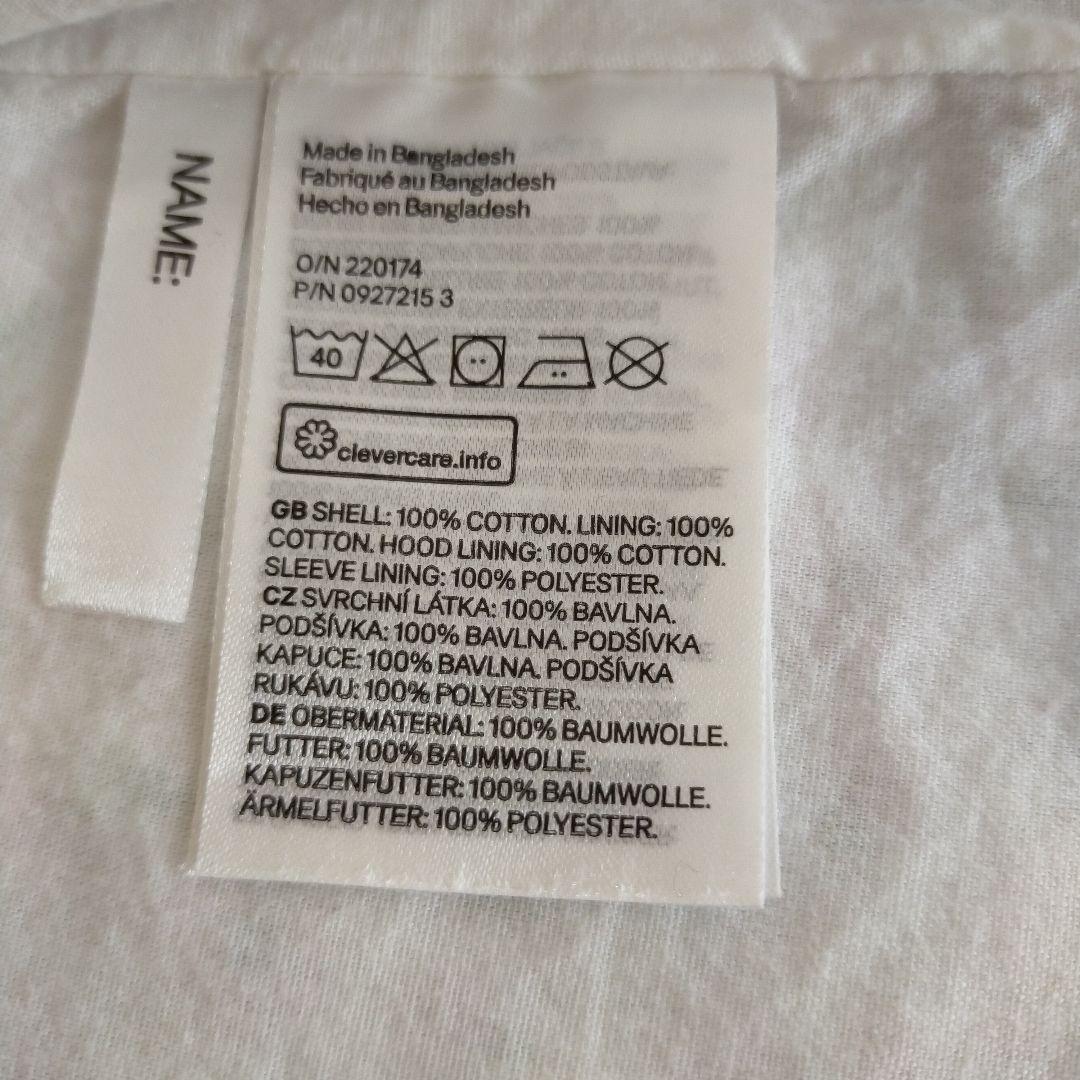 NAME:
Made in Bangladesh
Fabriqué au Bangladesh
Hecho en Bangladesh
O/N 220174
P/N 0927215 3
40
clevercare.info
GB SHELL: 100% COTTON. LINING: 100%
COTTON. HOOD LINING: 100% COTTON.
SLEEVE LINING: 100% POLYESTER.
CZ SVRCHNÍ LÁTKA: 100% BAVLNA.
PODŠÍVKA: 100% BAVLNA. PODŠÍVKA
KAPUCE: 100% BAVLNA. PODŠÍVKA
RUKÁVU: 100% POLYESTER.
DE OBERMATERIAL: 100% BAUMWOLLE.
FUTTER: 100% BAUMWOLLE.
KAPUZENFUTTER: 100% BAUMWOLLE.
ÄRMELFUTTER: 100% POLYESTER.